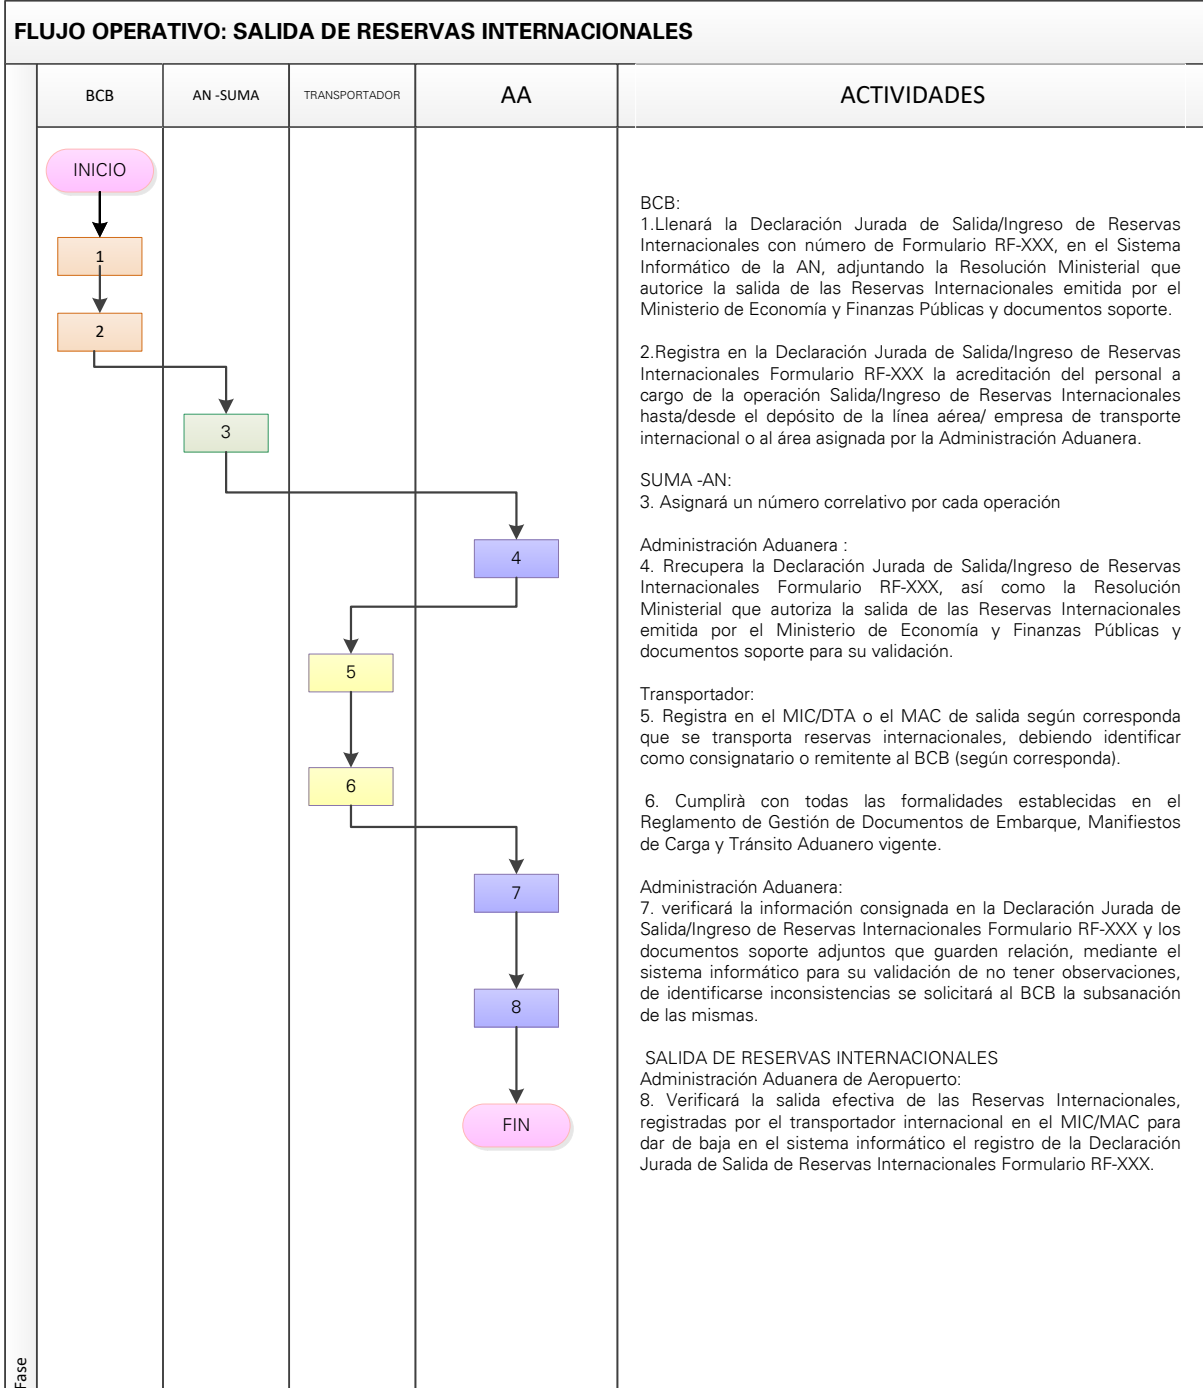 FLUJO OPERATIVO: SALIDA DE RESERVAS INTERNACIONALES
BCB
AN -SUMA
TRANSPORTADOR
AA
ACTIVIDADES
INICIO
1
2
3
4
5
6
7
8
FIN
BCB:
1.Llenará la Declaración Jurada de Salida/Ingreso de Reservas
Internacionales con número de Formulario RF-XXX, en el Sistema
Informático de la AN, adjuntando la Resolución Ministerial que
autorice la salida de las Reservas Internacionales emitida por el
Ministerio de Economía y Finanzas Públicas y documentos soporte.
2.Registra en la Declaración Jurada de Salida/Ingreso de Reservas
Internacionales Formulario RF-XXX la acreditación del personal a
cargo de la operación Salida/Ingreso de Reservas Internacionales
hasta/desde el depósito de la línea aérea/ empresa de transporte
internacional o al área asignada por la Administración Aduanera.
SUMA -AN:
3. Asignará un número correlativo por cada operación
Administración Aduanera :
4. Rrecupera la Declaración Jurada de Salida/Ingreso de Reservas
Internacionales Formulario RF-XXX, así como la Resolución
Ministerial que autoriza la salida de las Reservas Internacionales
emitida por el Ministerio de Economía y Finanzas Públicas y
documentos soporte para su validación.
Transportador:
5. Registra en el MIC/DTA o el MAC de salida según corresponda
que se transporta reservas internacionales, debiendo identificar
como consignatario o remitente al BCB (según corresponda).
6. Cumplirà con todas las formalidades establecidas en el
Reglamento de Gestión de Documentos de Embarque, Manifiestos
de Carga y Tránsito Aduanero vigente.
Administración Aduanera:
7. verificará la información consignada en la Declaración Jurada de
Salida/Ingreso de Reservas Internacionales Formulario RF-XXX y los
documentos soporte adjuntos que guarden relación, mediante el
sistema informático para su validación de no tener observaciones,
de identificarse inconsistencias se solicitará al BCB la subsanación
de las mismas.
SALIDA DE RESERVAS INTERNACIONALES
Administración Aduanera de Aeropuerto:
8. Verificará la salida efectiva de las Reservas Internacionales,
registradas por el transportador internacional en el MIC/MAC para
dar de baja en el sistema informático el registro de la Declaración
Jurada de Salida de Reservas Internacionales Formulario RF-XXX.
Fase